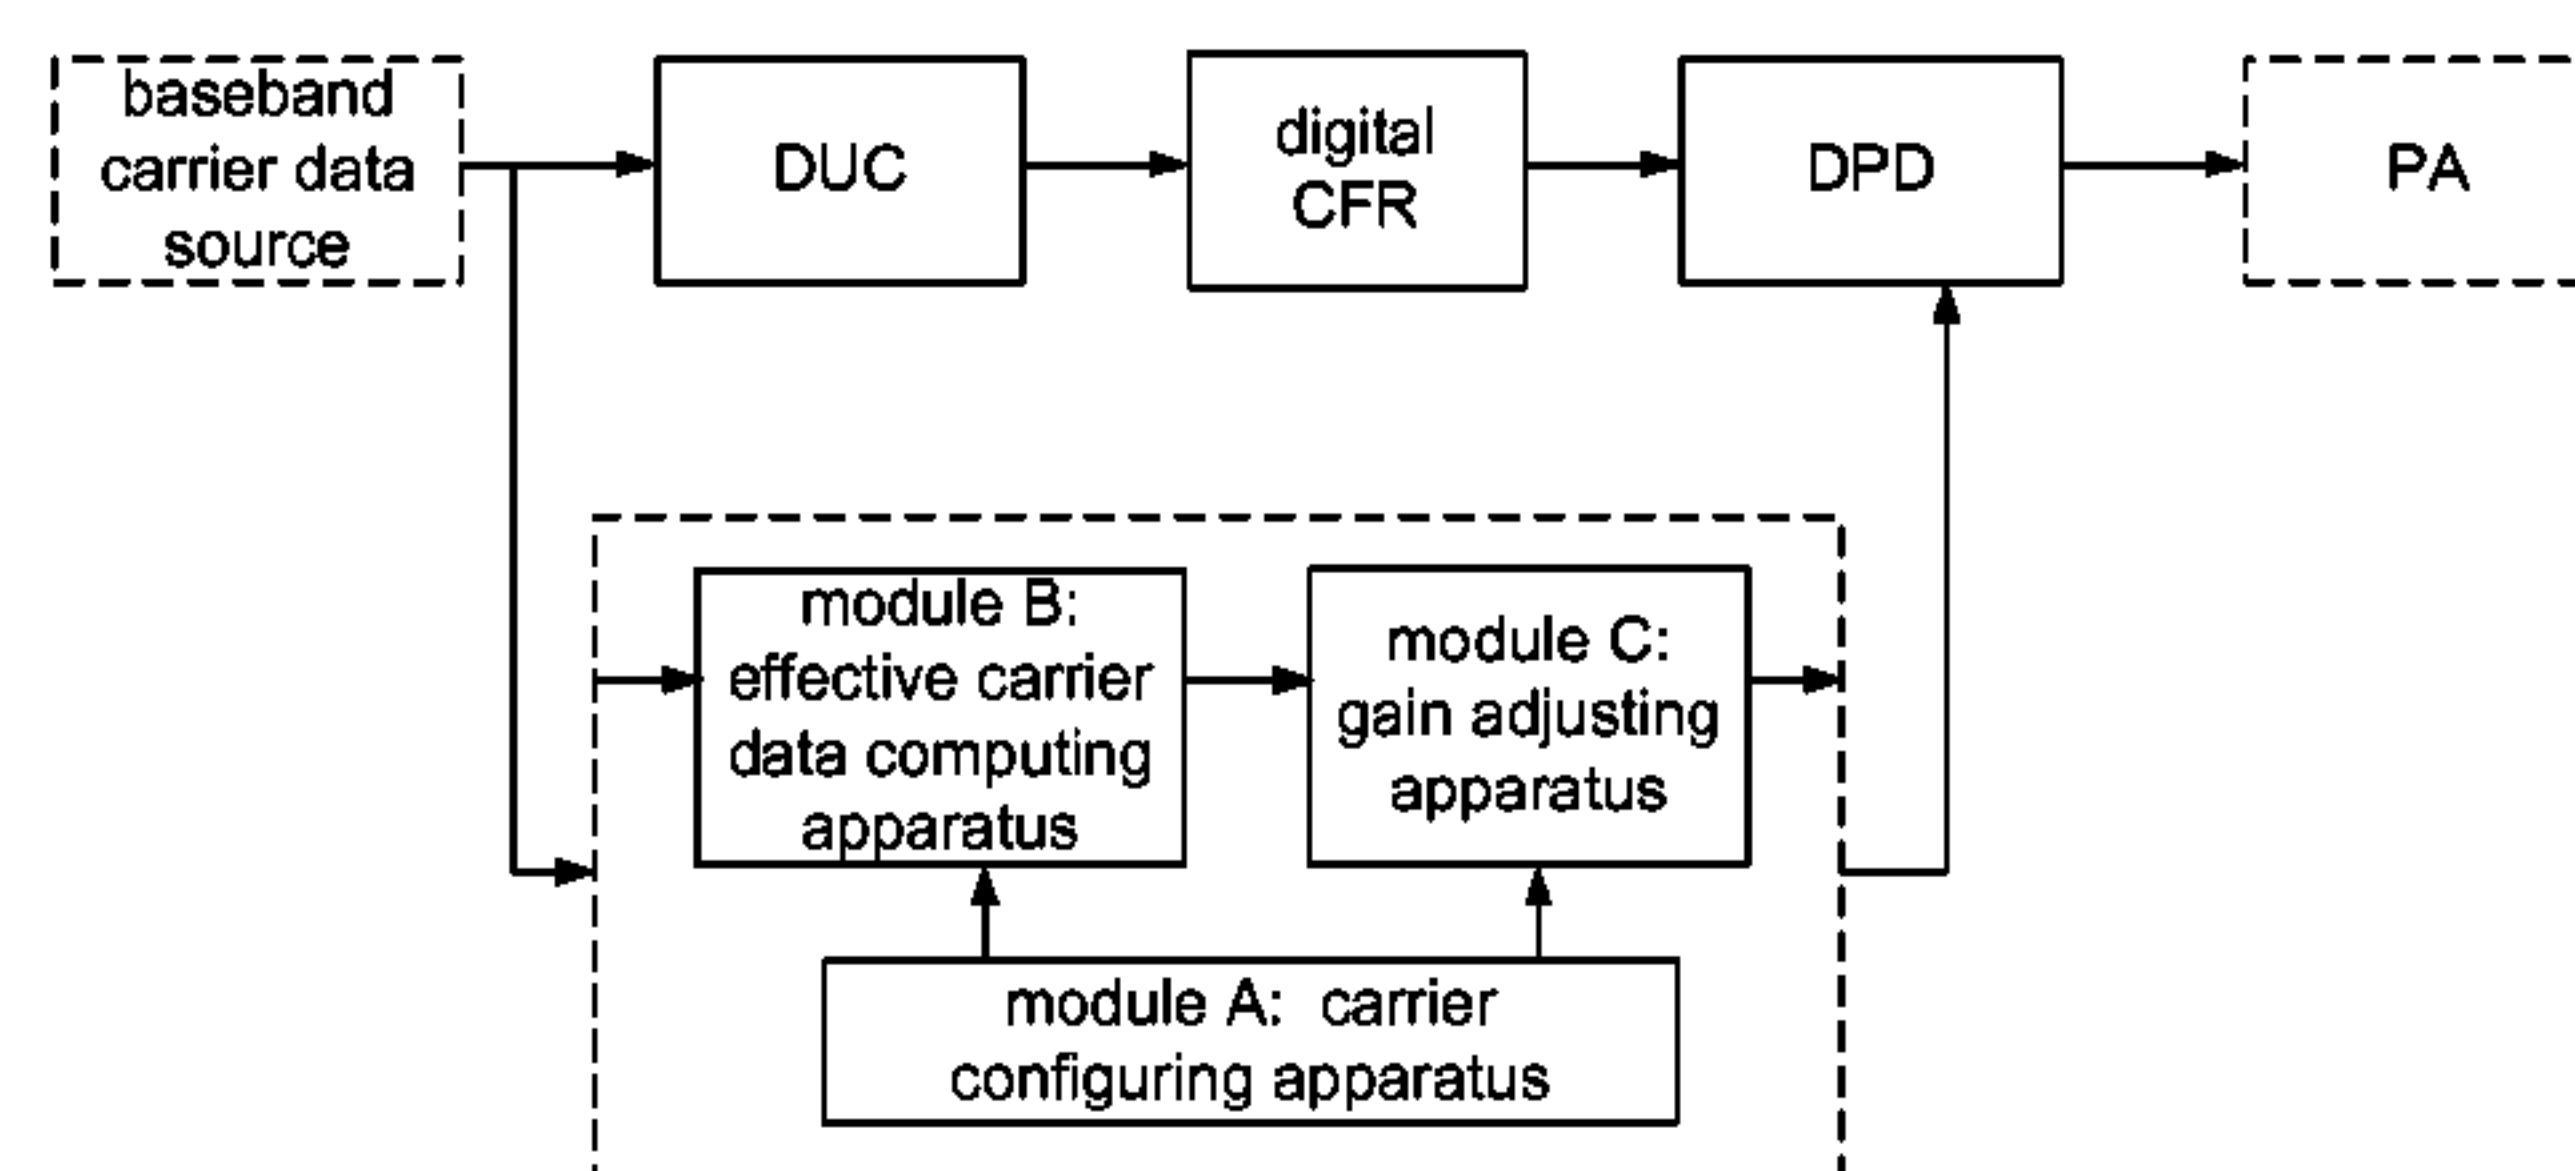 baseband
carrier data
source
DUC
digital
CFR
DPD
PA
module B:
effective carrier
data computing
apparatus
module C:
gain adjusting
apparatus
module A: carrier
configuring apparatus